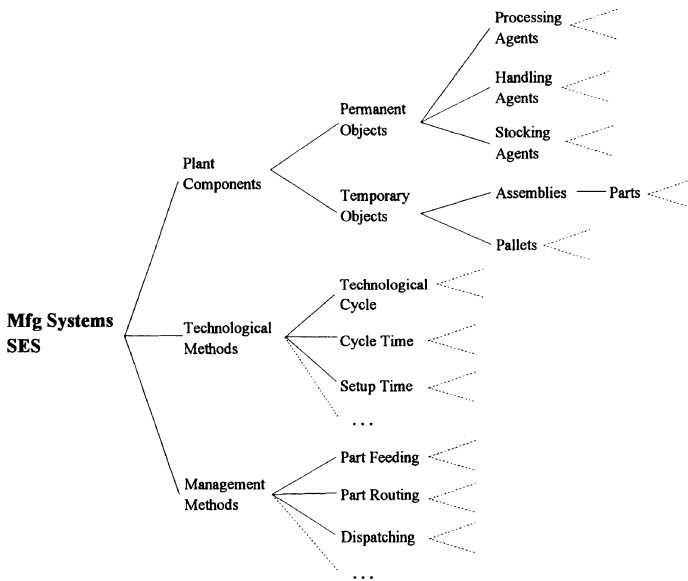 Processing
Agents
Handling
Agents
Permanent
Objects
Stocking
Agents
Plant
Components
Temporary
Objects
Assemblies
Parts
Pallets
Technological
Cycle
Mfg Systems
SES
Technological
Methods
Cycle Time
Setup Time
...
Part Feeding
Management
Methods
Part Routing
Dispatching
...